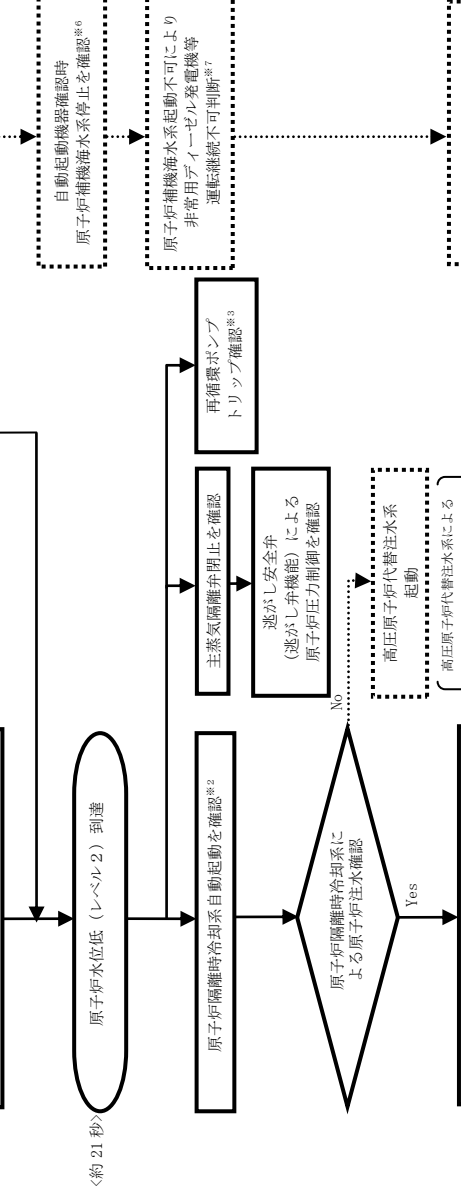 <約 21 秒>
原子炉水位低（レベル２）到達
原子炉隔離時冷却系自動起動を確認※2
原子炉隔離時冷却系に
よる原子炉注水確認
Yes
No
主蒸気隔離弁閉止を確認
逃がし安全弁
（逃がし弁機能）による
原子炉圧力制御を確認
高圧原子炉代替注水系
起動
高圧原子炉代替注水系による
再循環ポンプ
トリップ確認※3
自動起動機器確認時
原子炉補機海水系停止を確認※6
原子炉補機海水系起動不可により
非常用ディーゼル発電機等
運転継続不可判断※7